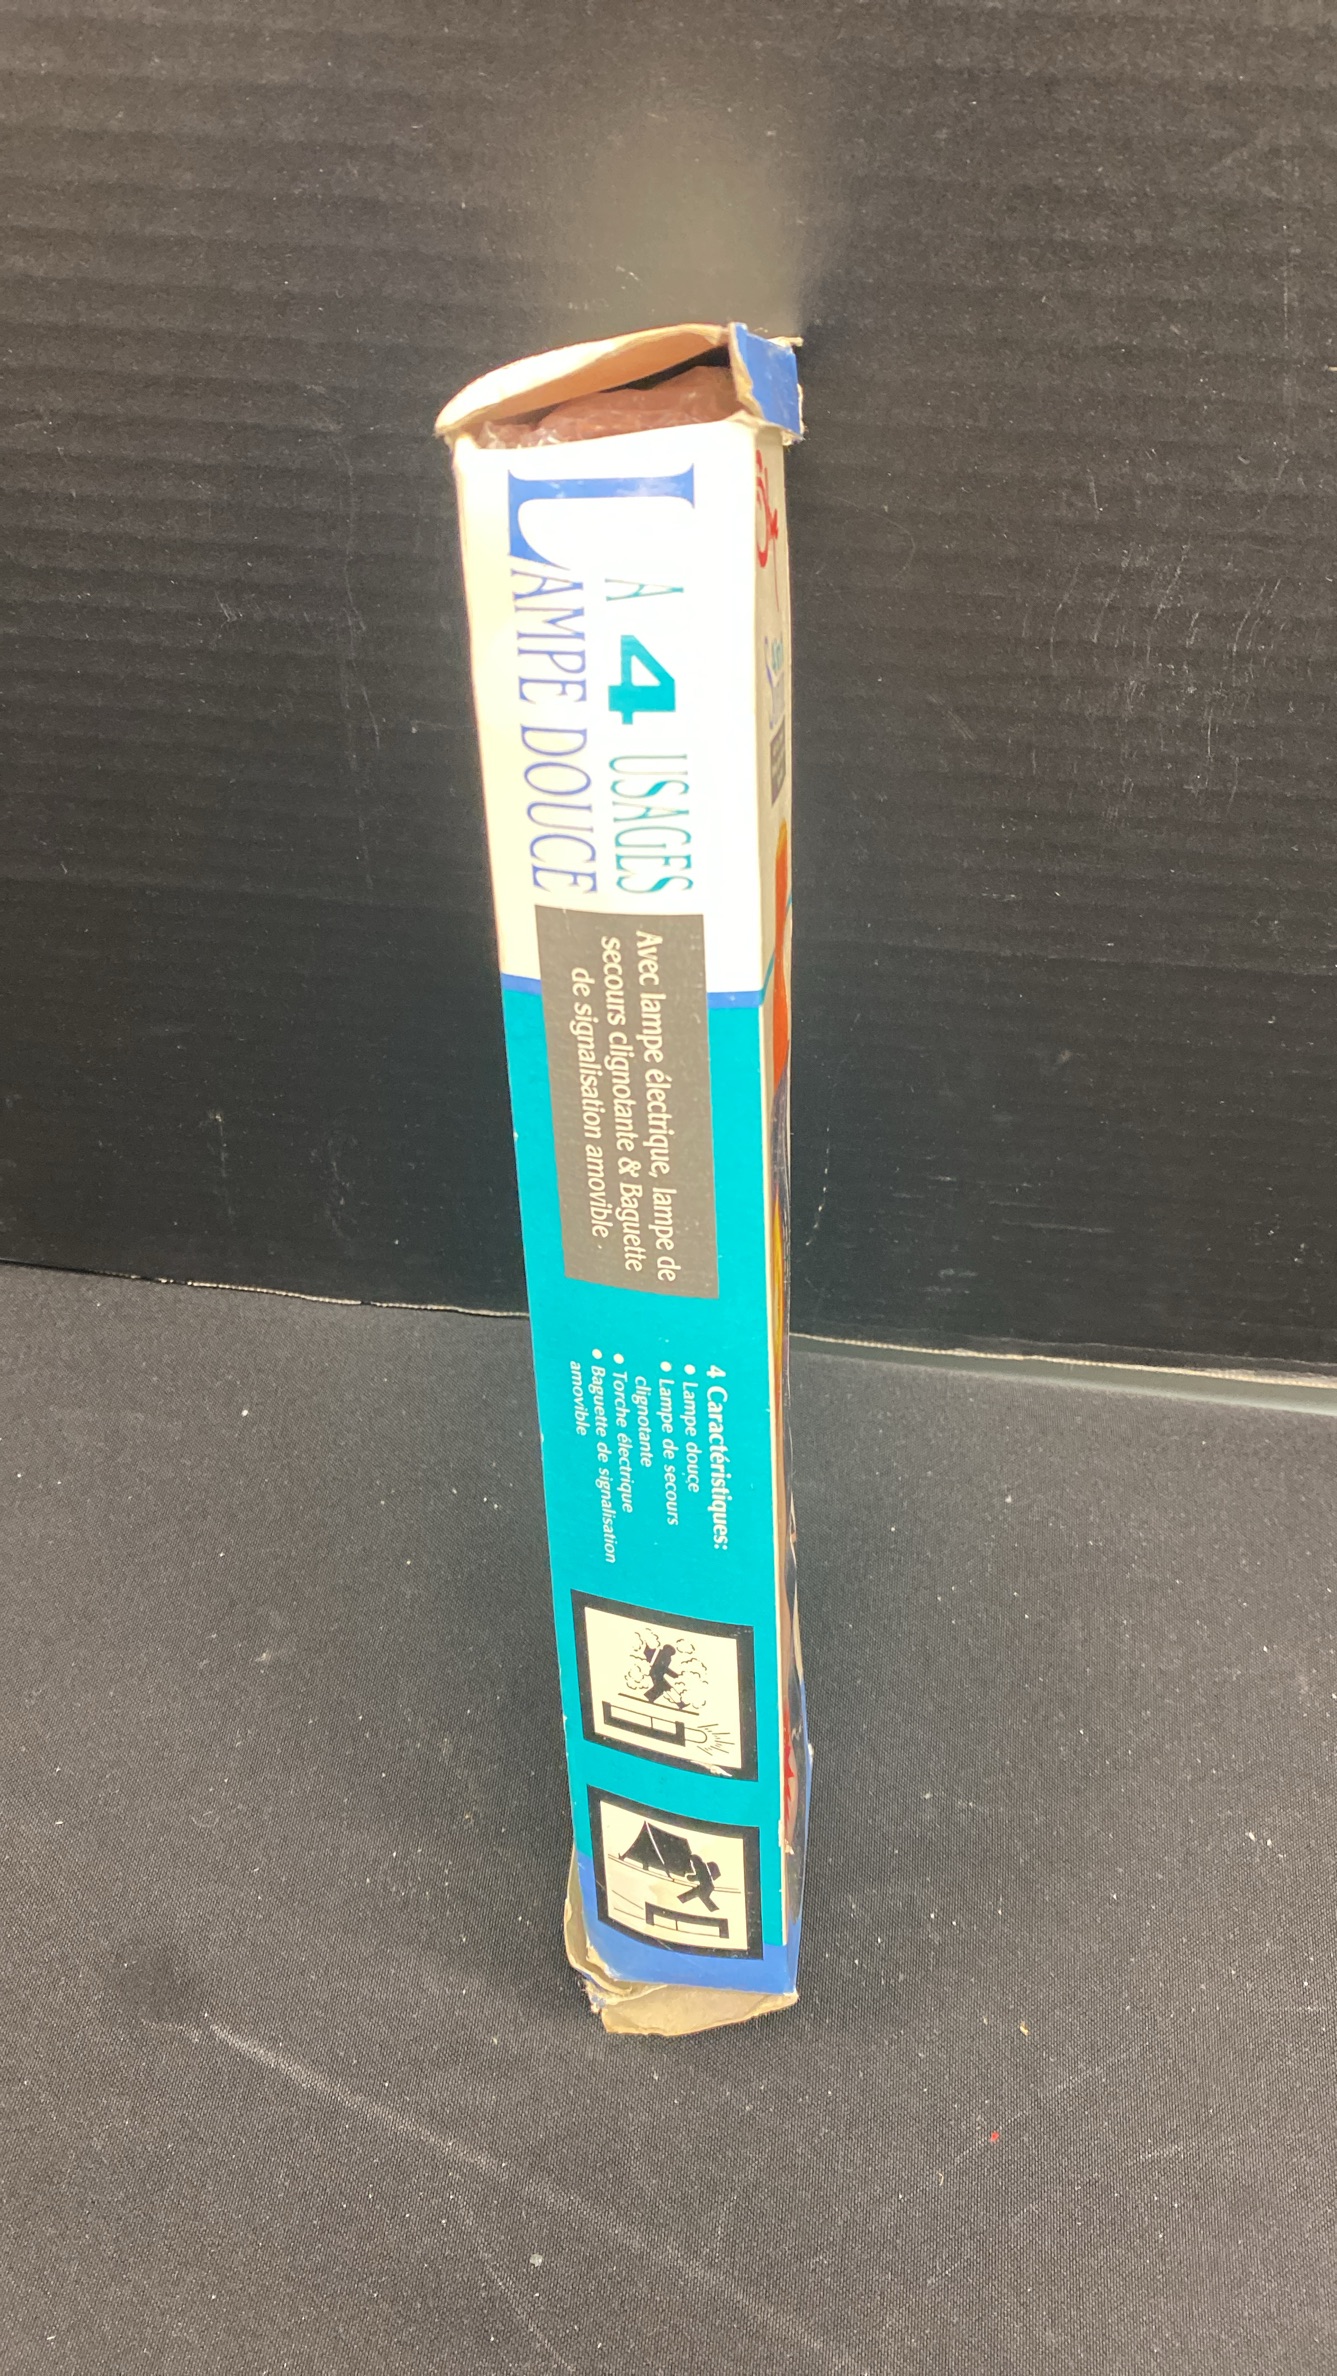 LAMPE DOUCE
A 4 USAGES
Avec lampe électrique, lampe de
secours clignotante & Baguette
de signalisation amovible.
4 Caractéristiques:
• Lampe douce
• Lampe de secours
clignotante
• Torche électrique
• Baguette de signalisation
amovible